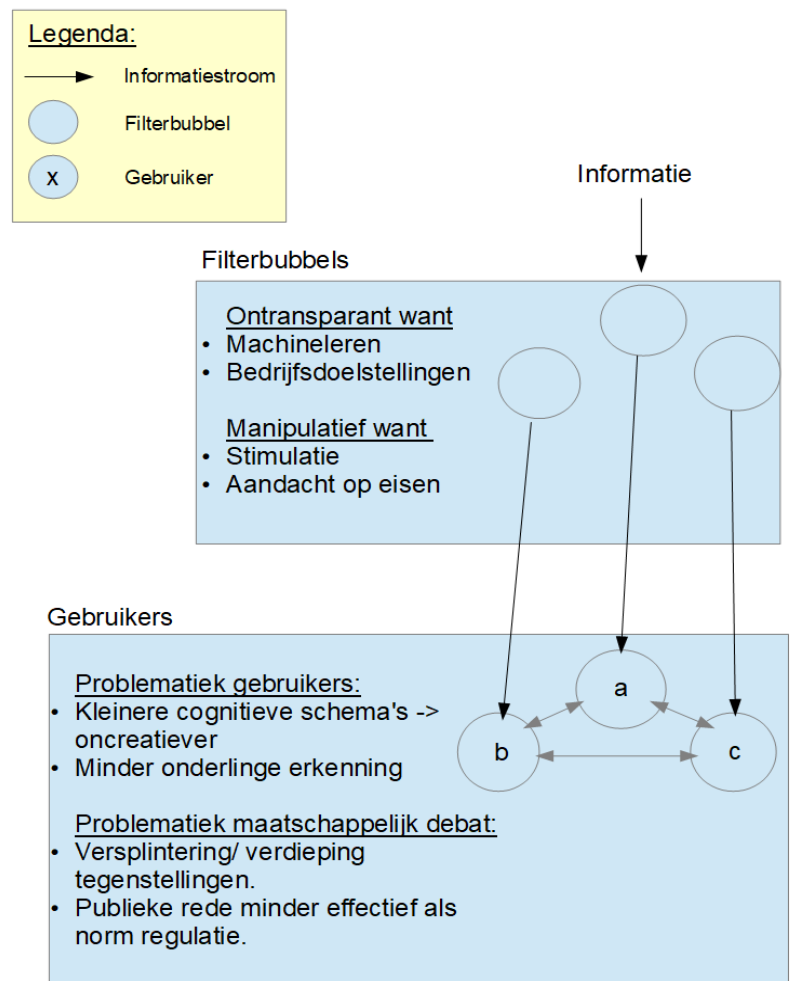 Legenda:
Informatiestroom
Filterbubbel
x
Gebruiker
Informatie
Filterbubbels
Ontransparant want
• Machineleren
• Bedrijfsdoelstellingen
Manipulatief want
• Stimulatie
• Aandacht op eisen
Gebruikers
Problematiek gebruikers:
• Kleinere cognitieve schema's ->
oncreatiever
• Minder onderlinge erkenning
Problematiek maatschappelijk debat:
• Versplintering/ verdieping
tegenstellingen.
• Publieke rede minder effectief als
norm regulatie.
a
b
c